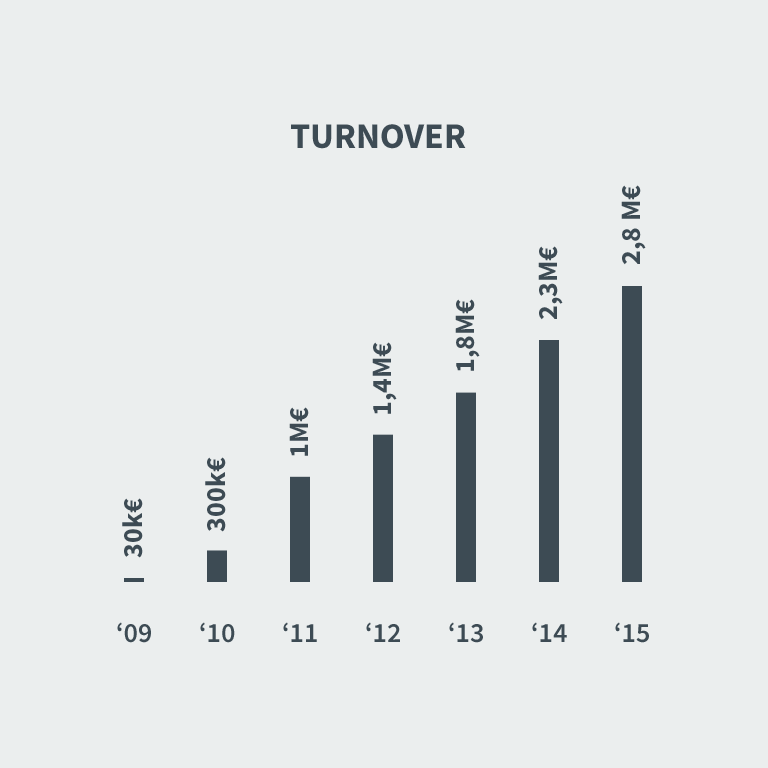 TURNOVER
30k€
300k€
1M€
1,4M€
1,8M€
2,3M€
2,8 M€
‘09
‘10
‘11
‘12
‘13
‘14
‘15